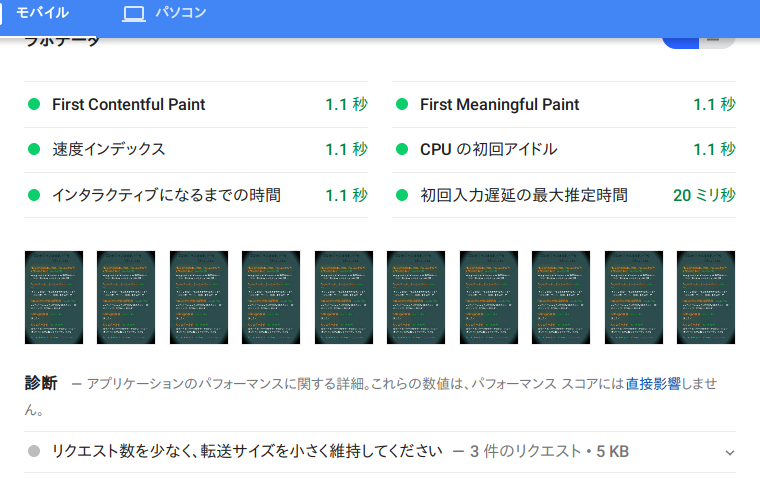 モバイル
パソコン
ラボデータ
First Contentful Paint 1.1 秒
First Meaningful Paint 1.1 秒
速度インデックス 1.1 秒
CPU の初回アイドル 1.1 秒
インタラクティブになるまでの時間 1.1 秒
初回入力遅延の最大推定時間 20 ミリ秒
診断 — アプリケーションのパフォーマンスに関する詳細。これらの数値は、パフォーマンス スコアには直接影響しませ
ん。
リクエスト数を少なく、転送サイズを小さく維持してください — 3 件のリクエスト • 5 KB